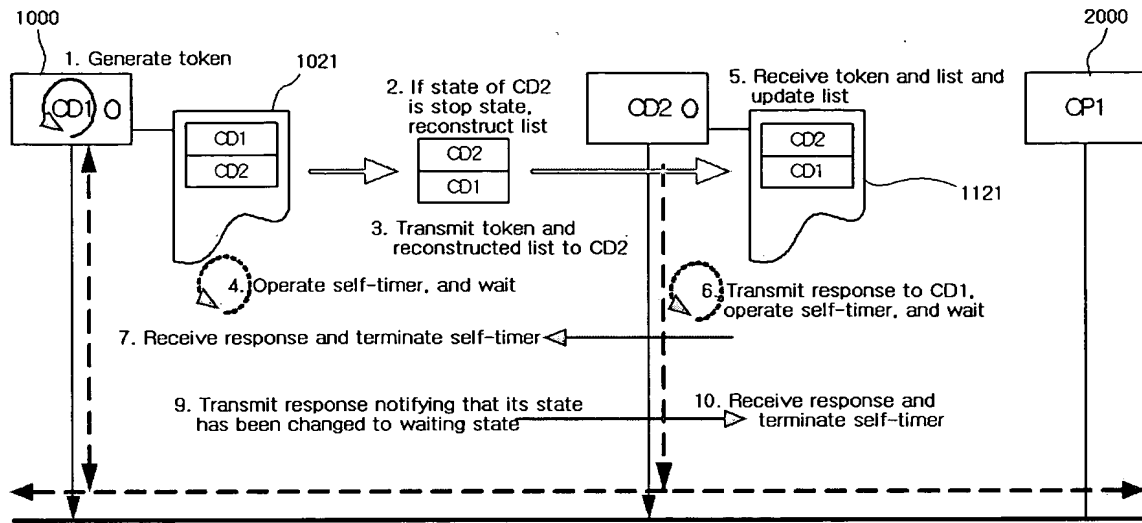 1000
2000
1. Generate token
1021
2. If state of CD2
is stop state,
reconstruct list
5. Receive token and list and
update list
CD1 O
CD2 O
CP1
CD1
CD2
CD2
CD1
CD2
CD1
1121
3. Transmit token and
reconstructed list to CD2
4. Operate self-timer, and wait
6. Transmit response to CD1,
operate self-timer, and wait
7. Receive response and terminate self-timer
9. Transmit response notifying that its state
has been changed to waiting state
10. Receive response and
terminate self-timer